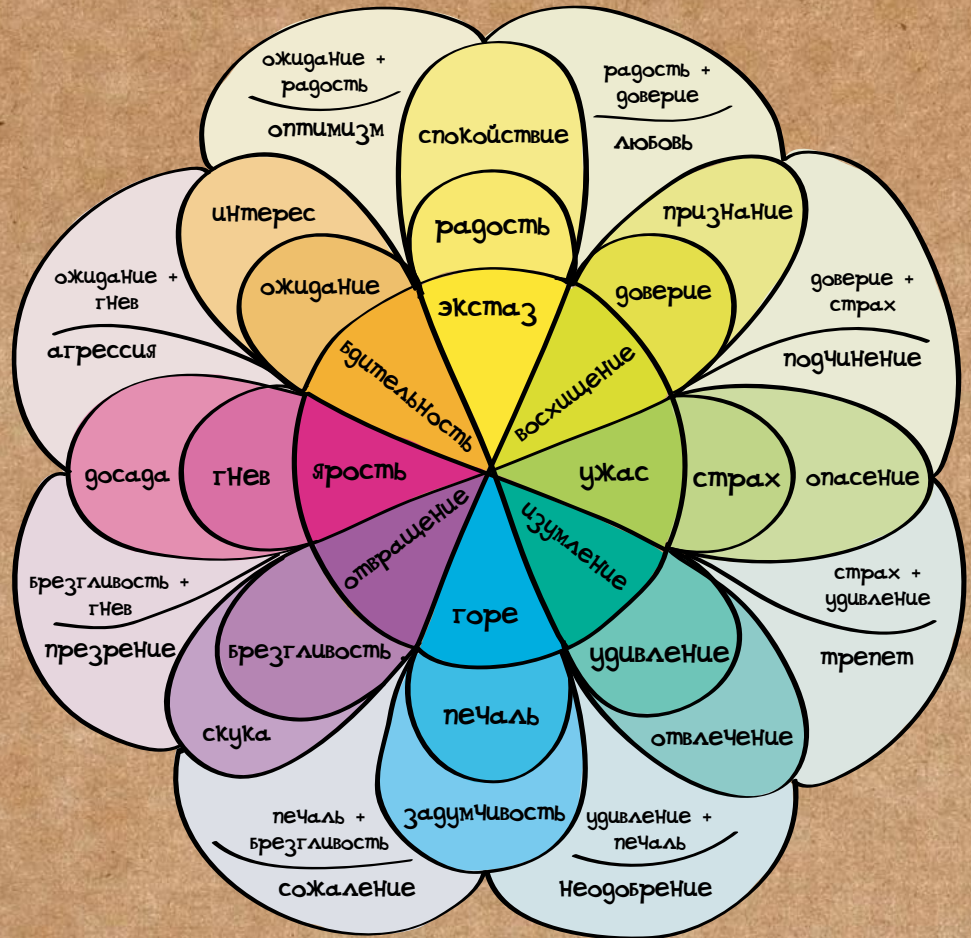 ожидание +
радость
оптимизм
спокойствие
радость +
доверие
любовь
интерес
радость
признание
ожидание
экстаз
доверие
ожидание +
гнев
агрессия
бдительность
восхищение
доверие +
страх
подчинение
досада
гнев
ярость
ужас
страх
опасение
отвращение
изумление
брезгливость +
гнев
презрение
горе
страх +
удивление
трепет
брезгливость
удивление
скука
печаль
отвлечение
печаль +
брезгливость
сожаление
задумчивость
удивление +
печаль
неодобрение